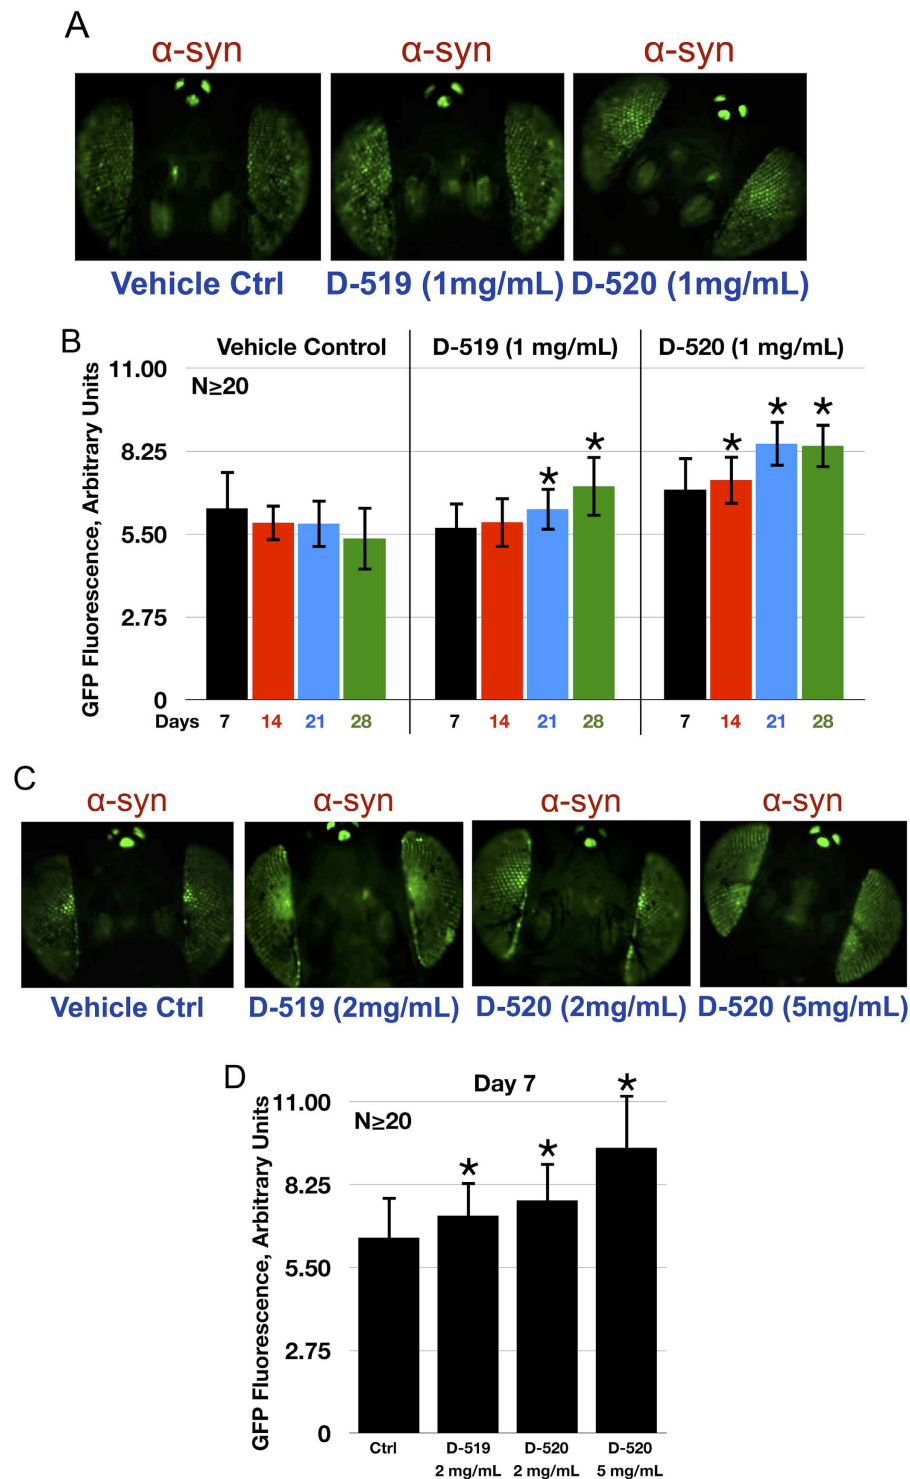 A
α-syn α-syn α-syn
Vehicle Ctrl D-519 (1mg/mL) D-520 (1mg/mL)
B
Vehicle Control D-519 (1 mg/mL) D-520 (1 mg/mL)
N≥20
GFP Fluorescence, Arbitrary Units
11.00
8.25
5.50
2.75
0
* * * * *
Days 7 14 21 28 7 14 21 28 7 14 21 28
C
α-syn α-syn α-syn α-syn
Vehicle Ctrl D-519 (2mg/mL) D-520 (2mg/mL) D-520 (5mg/mL)
D
Day 7
N≥20
GFP Fluorescence, Arbitrary Units
11.00
8.25
5.50
2.75
0
* * *
Ctrl D-519 D-520 D-520
2 mg/mL 2 mg/mL 5 mg/mL